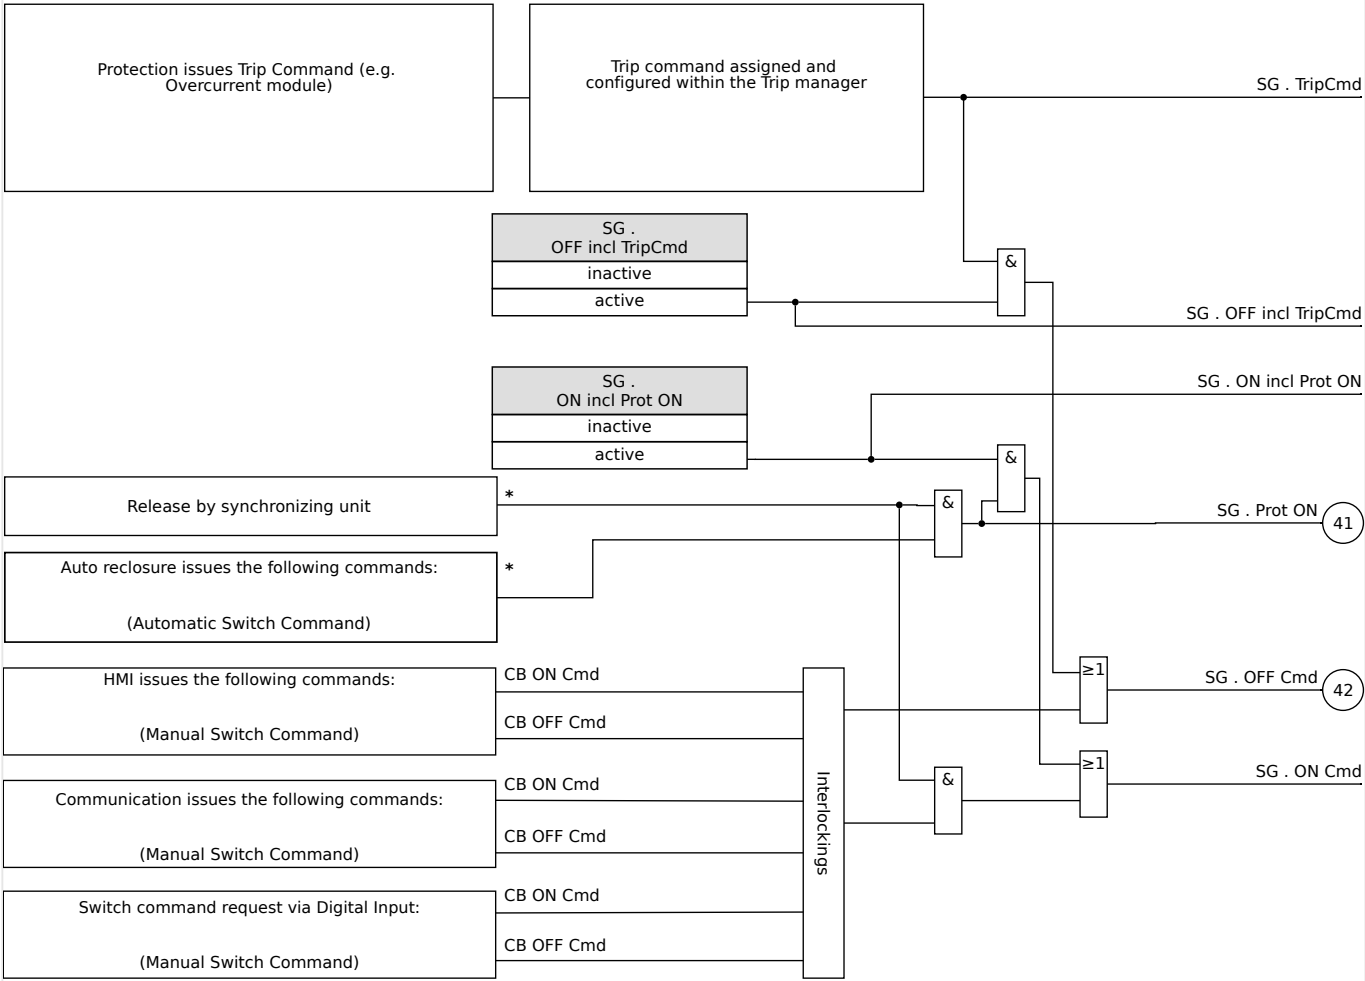 Protection issues Trip Command (e.g.
Overcurrent module)
Trip command assigned and
configured within the Trip manager
SG . TripCmd
SG .
OFF incl TripCmd
inactive
active
&
SG . OFF incl TripCmd
SG .
ON incl Prot ON
inactive
active
SG . ON incl Prot ON
&
Release by synchronizing unit
*
&
SG . Prot ON
41
Auto reclosure issues the following commands:
(Automatic Switch Command)
*
HMI issues the following commands:
(Manual Switch Command)
CB ON Cmd
CB OFF Cmd
≥1
SG . OFF Cmd
42
Communication issues the following commands:
(Manual Switch Command)
CB ON Cmd
CB OFF Cmd
Interlockings
&
≥1
SG . ON Cmd
Switch command request via Digital Input:
(Manual Switch Command)
CB ON Cmd
CB OFF Cmd